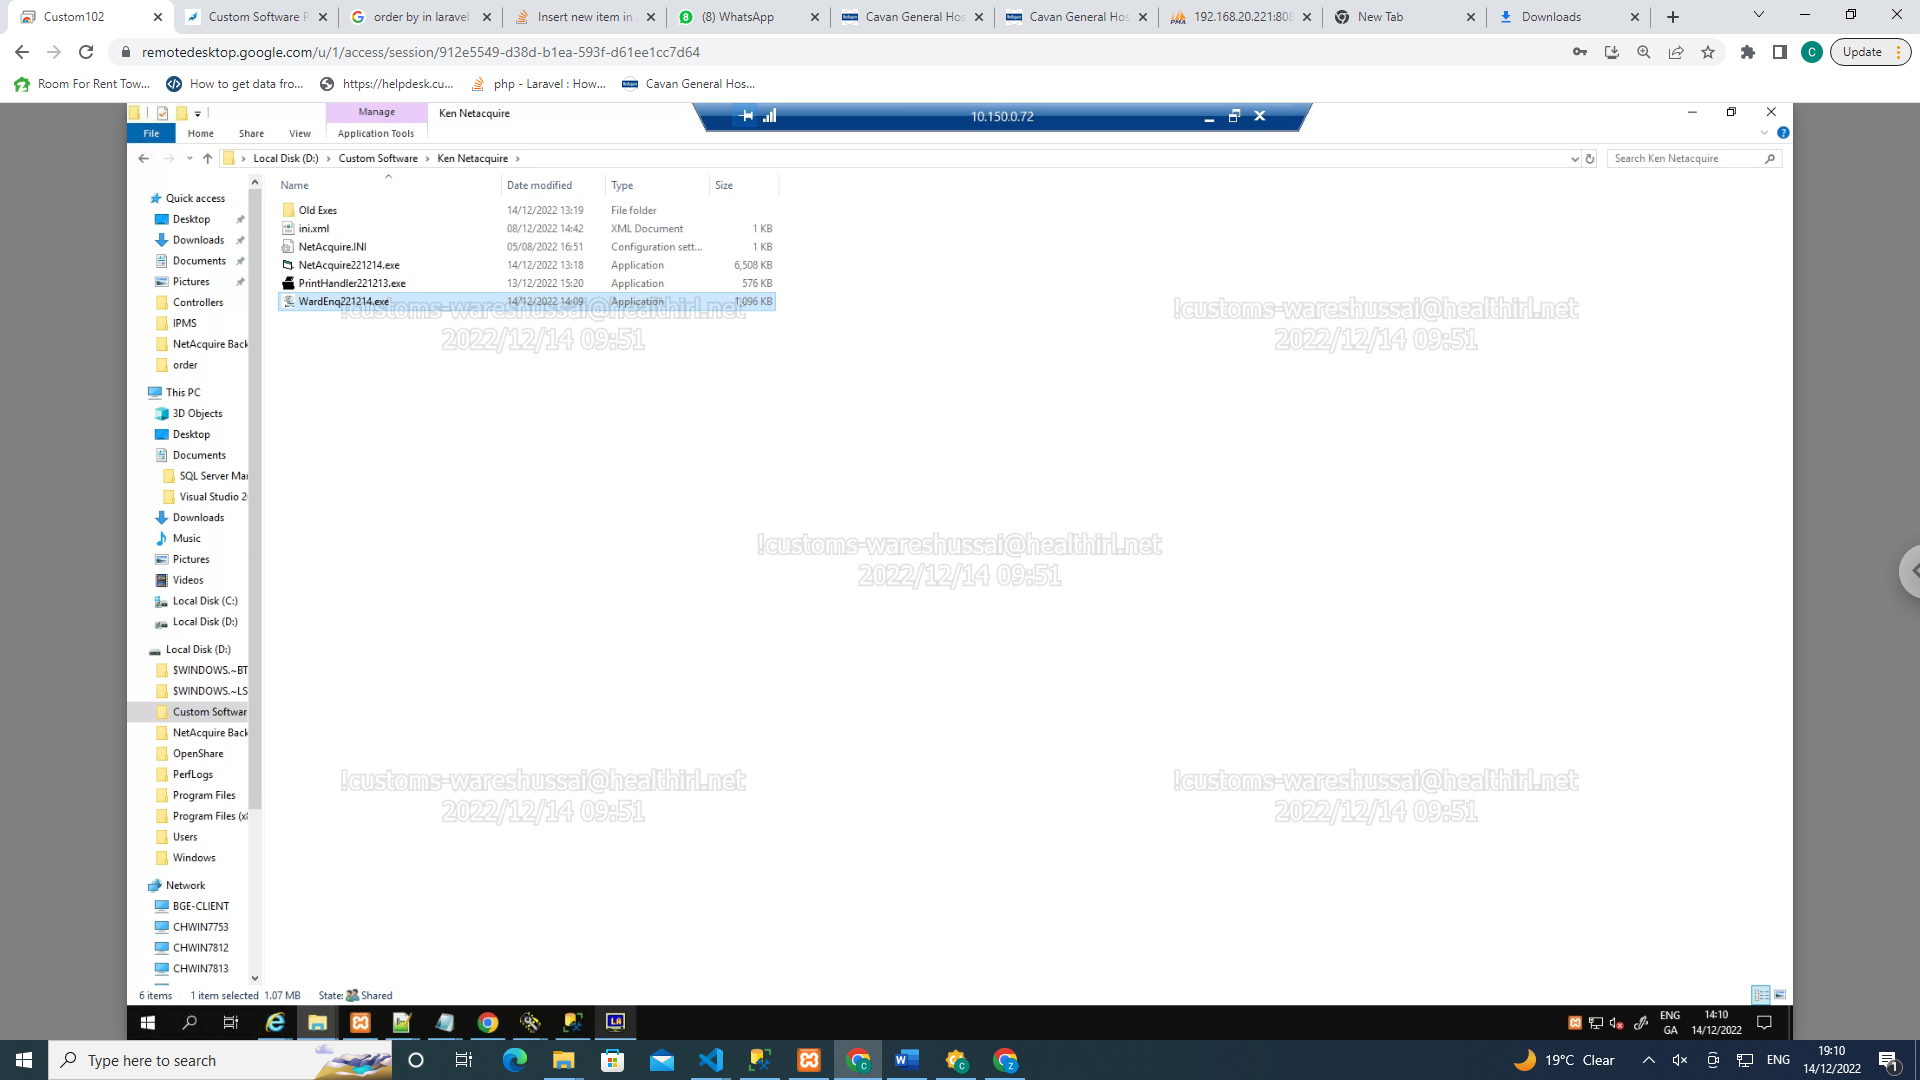 Custom102
Custom Software P
order by in laravel
Insert new item in
(8) WhatsApp
Cavan General Hos
Cavan General Hos
192.168.20.221:808
New Tab
Downloads
remotedesktop.google.com/u/1/access/session/912e5549-d38d-b1ea-593f-d61ee1cc7d64
C
Update
Room For Rent Tow...
How to get data fro...
https://helpdesk.cu...
php - Laravel : How...
Cavan General Hos...
Manage
Ken Netacquire
10.150.0.72
File
Home
Share
View
Application Tools
Local Disk (D:)
Custom Software
Ken Netacquire
Search Ken Netacquire
Name
Date modified
Type
Size
Old Exes 14/12/2022 13:19 File folder
ini.xml 08/12/2022 14:42 XML Document 1 KB
NetAcquire.INI 05/08/2022 16:51 Configuration sett... 1 KB
NetAcquire221214.exe 14/12/2022 13:18 Application 6,508 KB
PrintHandler221213.exe 13/12/2022 15:20 Application 576 KB
WardEnq221214.exe 14/12/2022 14:09 Application 1,096 KB
Quick access
Desktop
Downloads
Documents
Pictures
Controllers
IPMS
NetAcquire Back
order
This PC
3D Objects
Desktop
Documents
SQL Server Mar
Visual Studio 2
Downloads
Music
Pictures
Videos
Local Disk (C:)
Local Disk (D:)
Local Disk (D:)
$WINDOWS.~BT
$WINDOWS.~LS
Custom Softwar
NetAcquire Back
OpenShare
PerfLogs
Program Files
Program Files (x8
Users
Windows
Network
BGE-CLIENT
CHWIN7753
CHWIN7812
CHWIN7813
!customs-wareshussai@healthirl.net
2022/12/14 09:51
!customs-wareshussai@healthirl.net
2022/12/14 09:51
!customs-wareshussai@healthirl.net
2022/12/14 09:51
!customs-wareshussai@healthirl.net
2022/12/14 09:51
!customs-wareshussai@healthirl.net
2022/12/14 09:51
6 items
1 item selected 1.07 MB
State: Shared
ENG
GA
14:10
14/12/2022
Type here to search
19°C Clear
ENG
19:10
14/12/2022
1